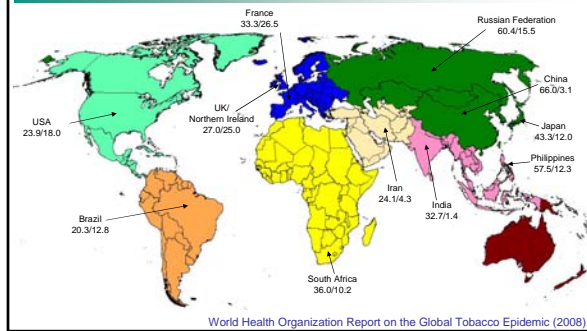 France
33.3/26.5
Russian Federation
60.4/15.5
China
66.0/3.1
UK/
Northern Ireland
27.0/25.0
USA
23.9/18.0
Japan
43.3/12.0
Philippines
57.5/12.3
Iran
24.1/4.3
India
32.7/1.4
Brazil
20.3/12.8
South Africa
36.0/10.2
World Health Organization Report on the Global Tobacco Epidemic (2008)